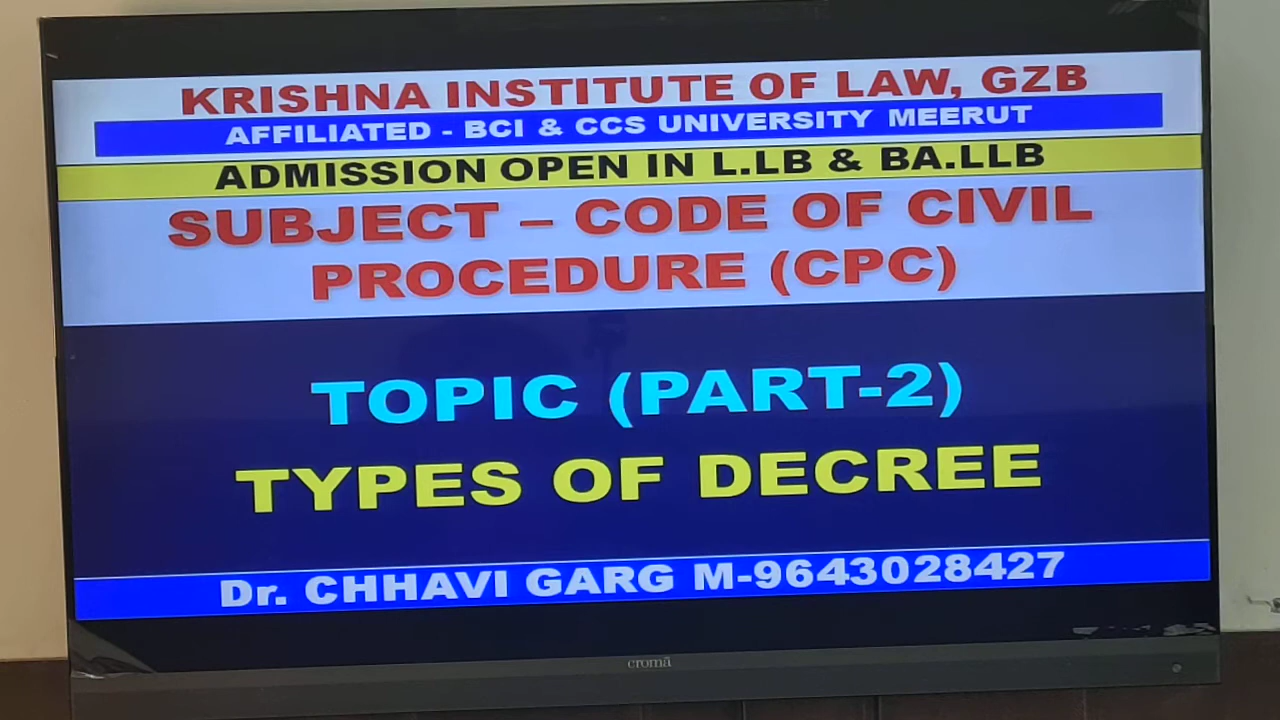 KRISHNA INSTITUTE OF LAW, GZB
AFFILIATED - BCI & CCS UNIVERSITY MEERUT
ADMISSION OPEN IN L.LB & BA.LLB
SUBJECT – CODE OF CIVIL
PROCEDURE (CPC)
TOPIC (PART-2)
TYPES OF DECREE
Dr. CHHAVI GARG M-9643028427
cromā